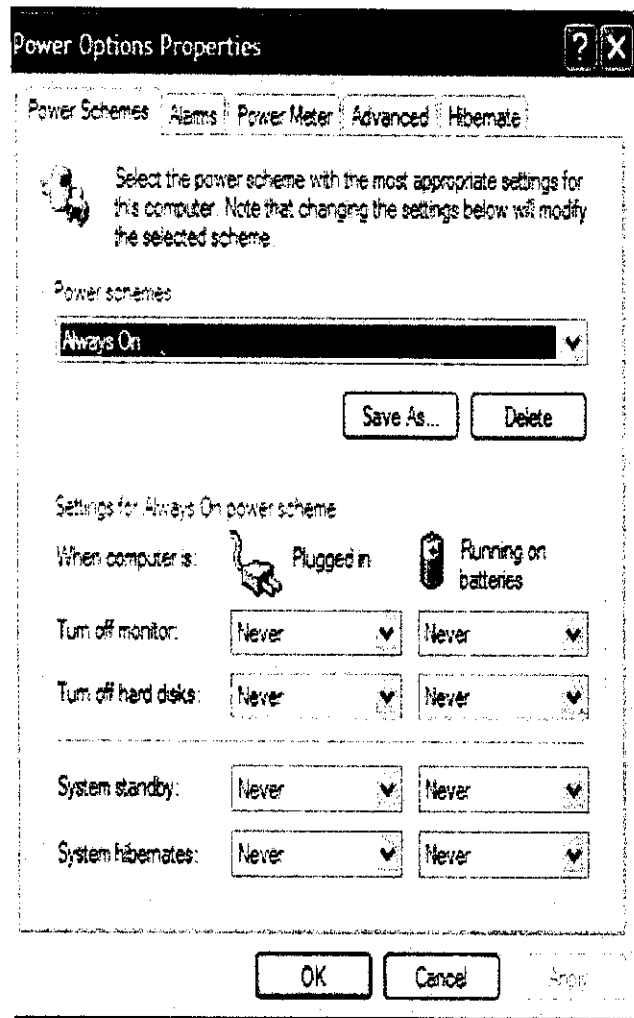 Power Options Properties
Power Schemes Alarms Power Meter Advanced Hibernate
Select the power scheme with the most appropriate settings for
this computer. Note that changing the settings below will modify
the selected scheme.
Power schemes
Always On
Save As... Delete
Settings for Always On power scheme
When computer is: Plugged in Running on
batteries
Turn off monitor: Never Never
Turn off hard disks: Never Never
System standby: Never Never
System hibernates: Never Never
OK Cancel Apply